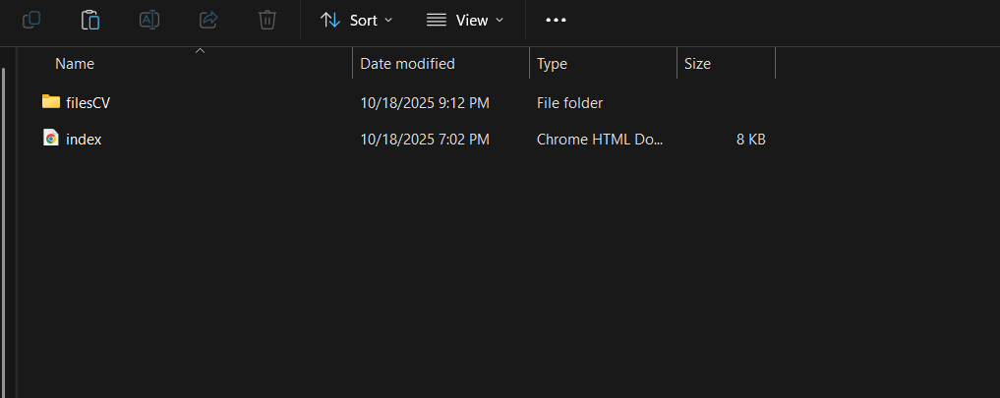 Sort View
Name Date modified Type Size
filesCV 10/18/2025 9:12 PM File folder
index 10/18/2025 7:02 PM Chrome HTML Do... 8 KB